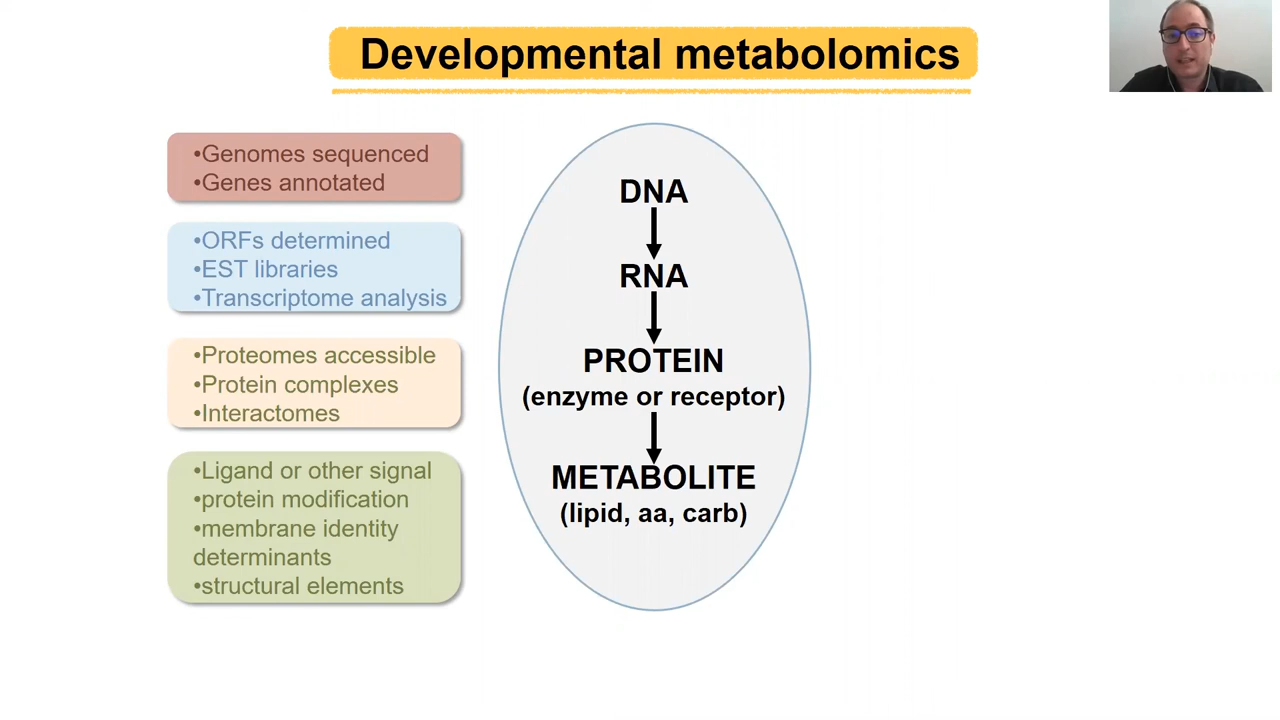 Developmental metabolomics
•Genomes sequenced
•Genes annotated
•ORFs determined
•EST libraries
•Transcriptome analysis
•Proteomes accessible
•Protein complexes
•Interactomes
•Ligand or other signal
•protein modification
•membrane identity
determinants
•structural elements
DNA
RNA
PROTEIN
(enzyme or receptor)
METABOLITE
(lipid, aa, carb)